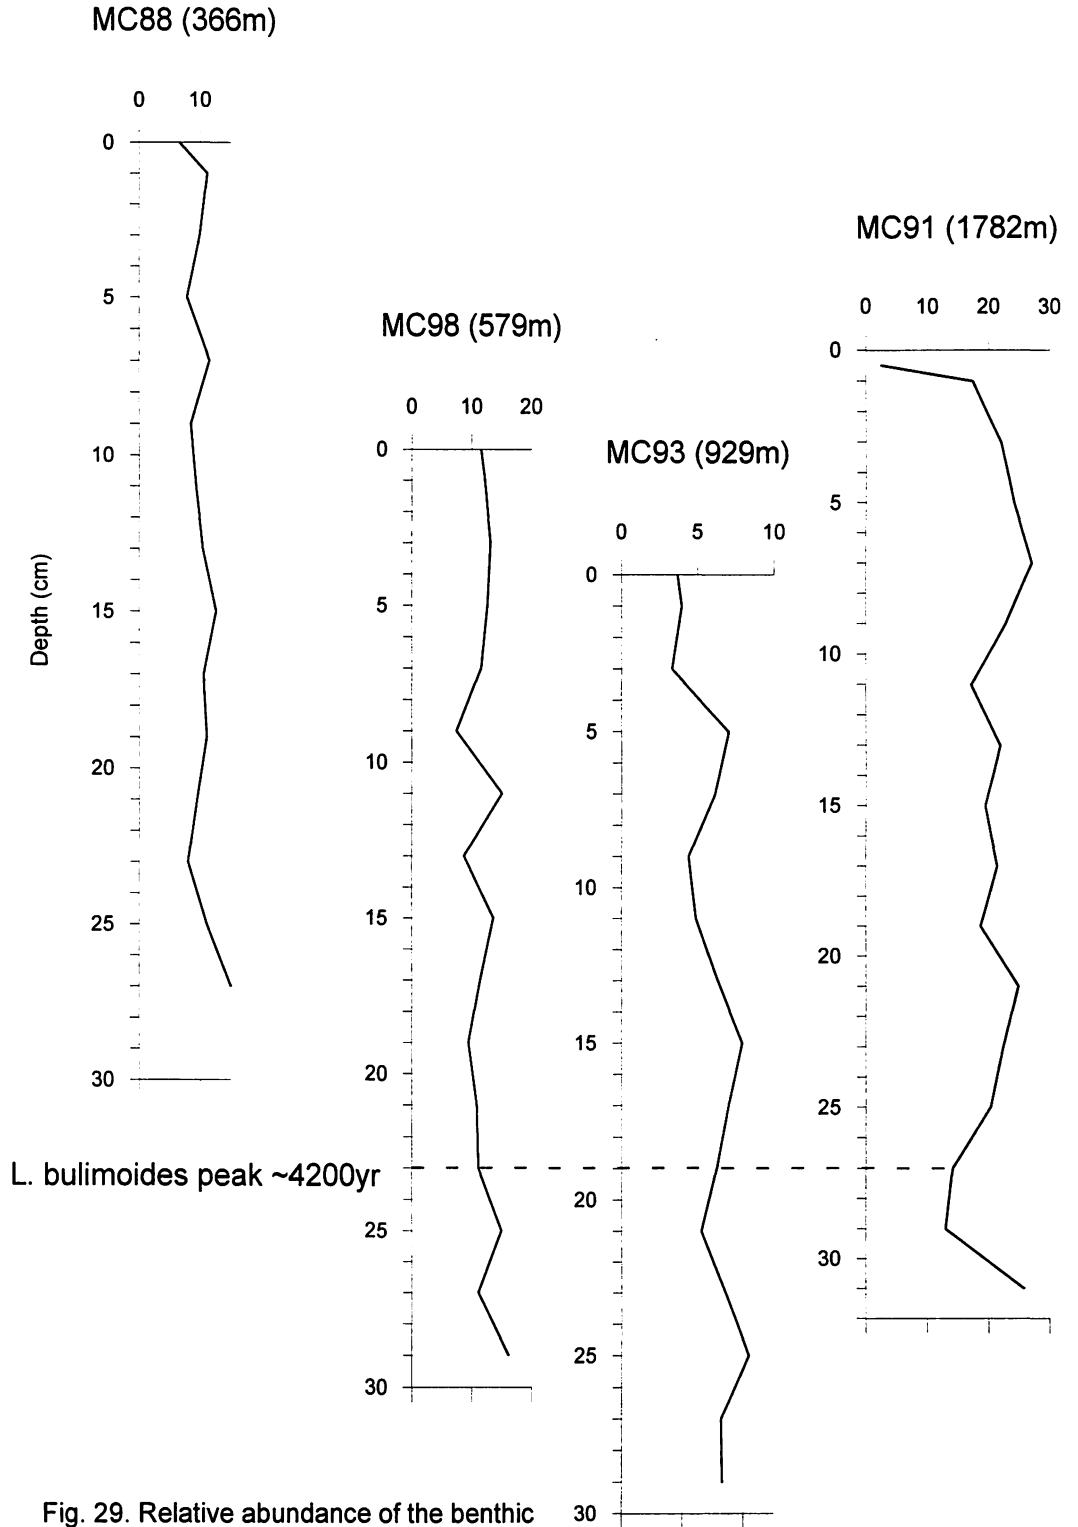 MC88 (366m)
0 10
0
5
10
15
20
25
30
Depth (cm)
MC98 (579m)
0 10 20
0
5
10
15
20
25
30
MC93 (929m)
0 5 10
0
5
10
15
20
25
30
MC91 (1782m)
0 10 20 30
0
5
10
15
20
25
30
L. bulimoides peak ~4200yr
Fig. 29. Relative abundance of the benthic